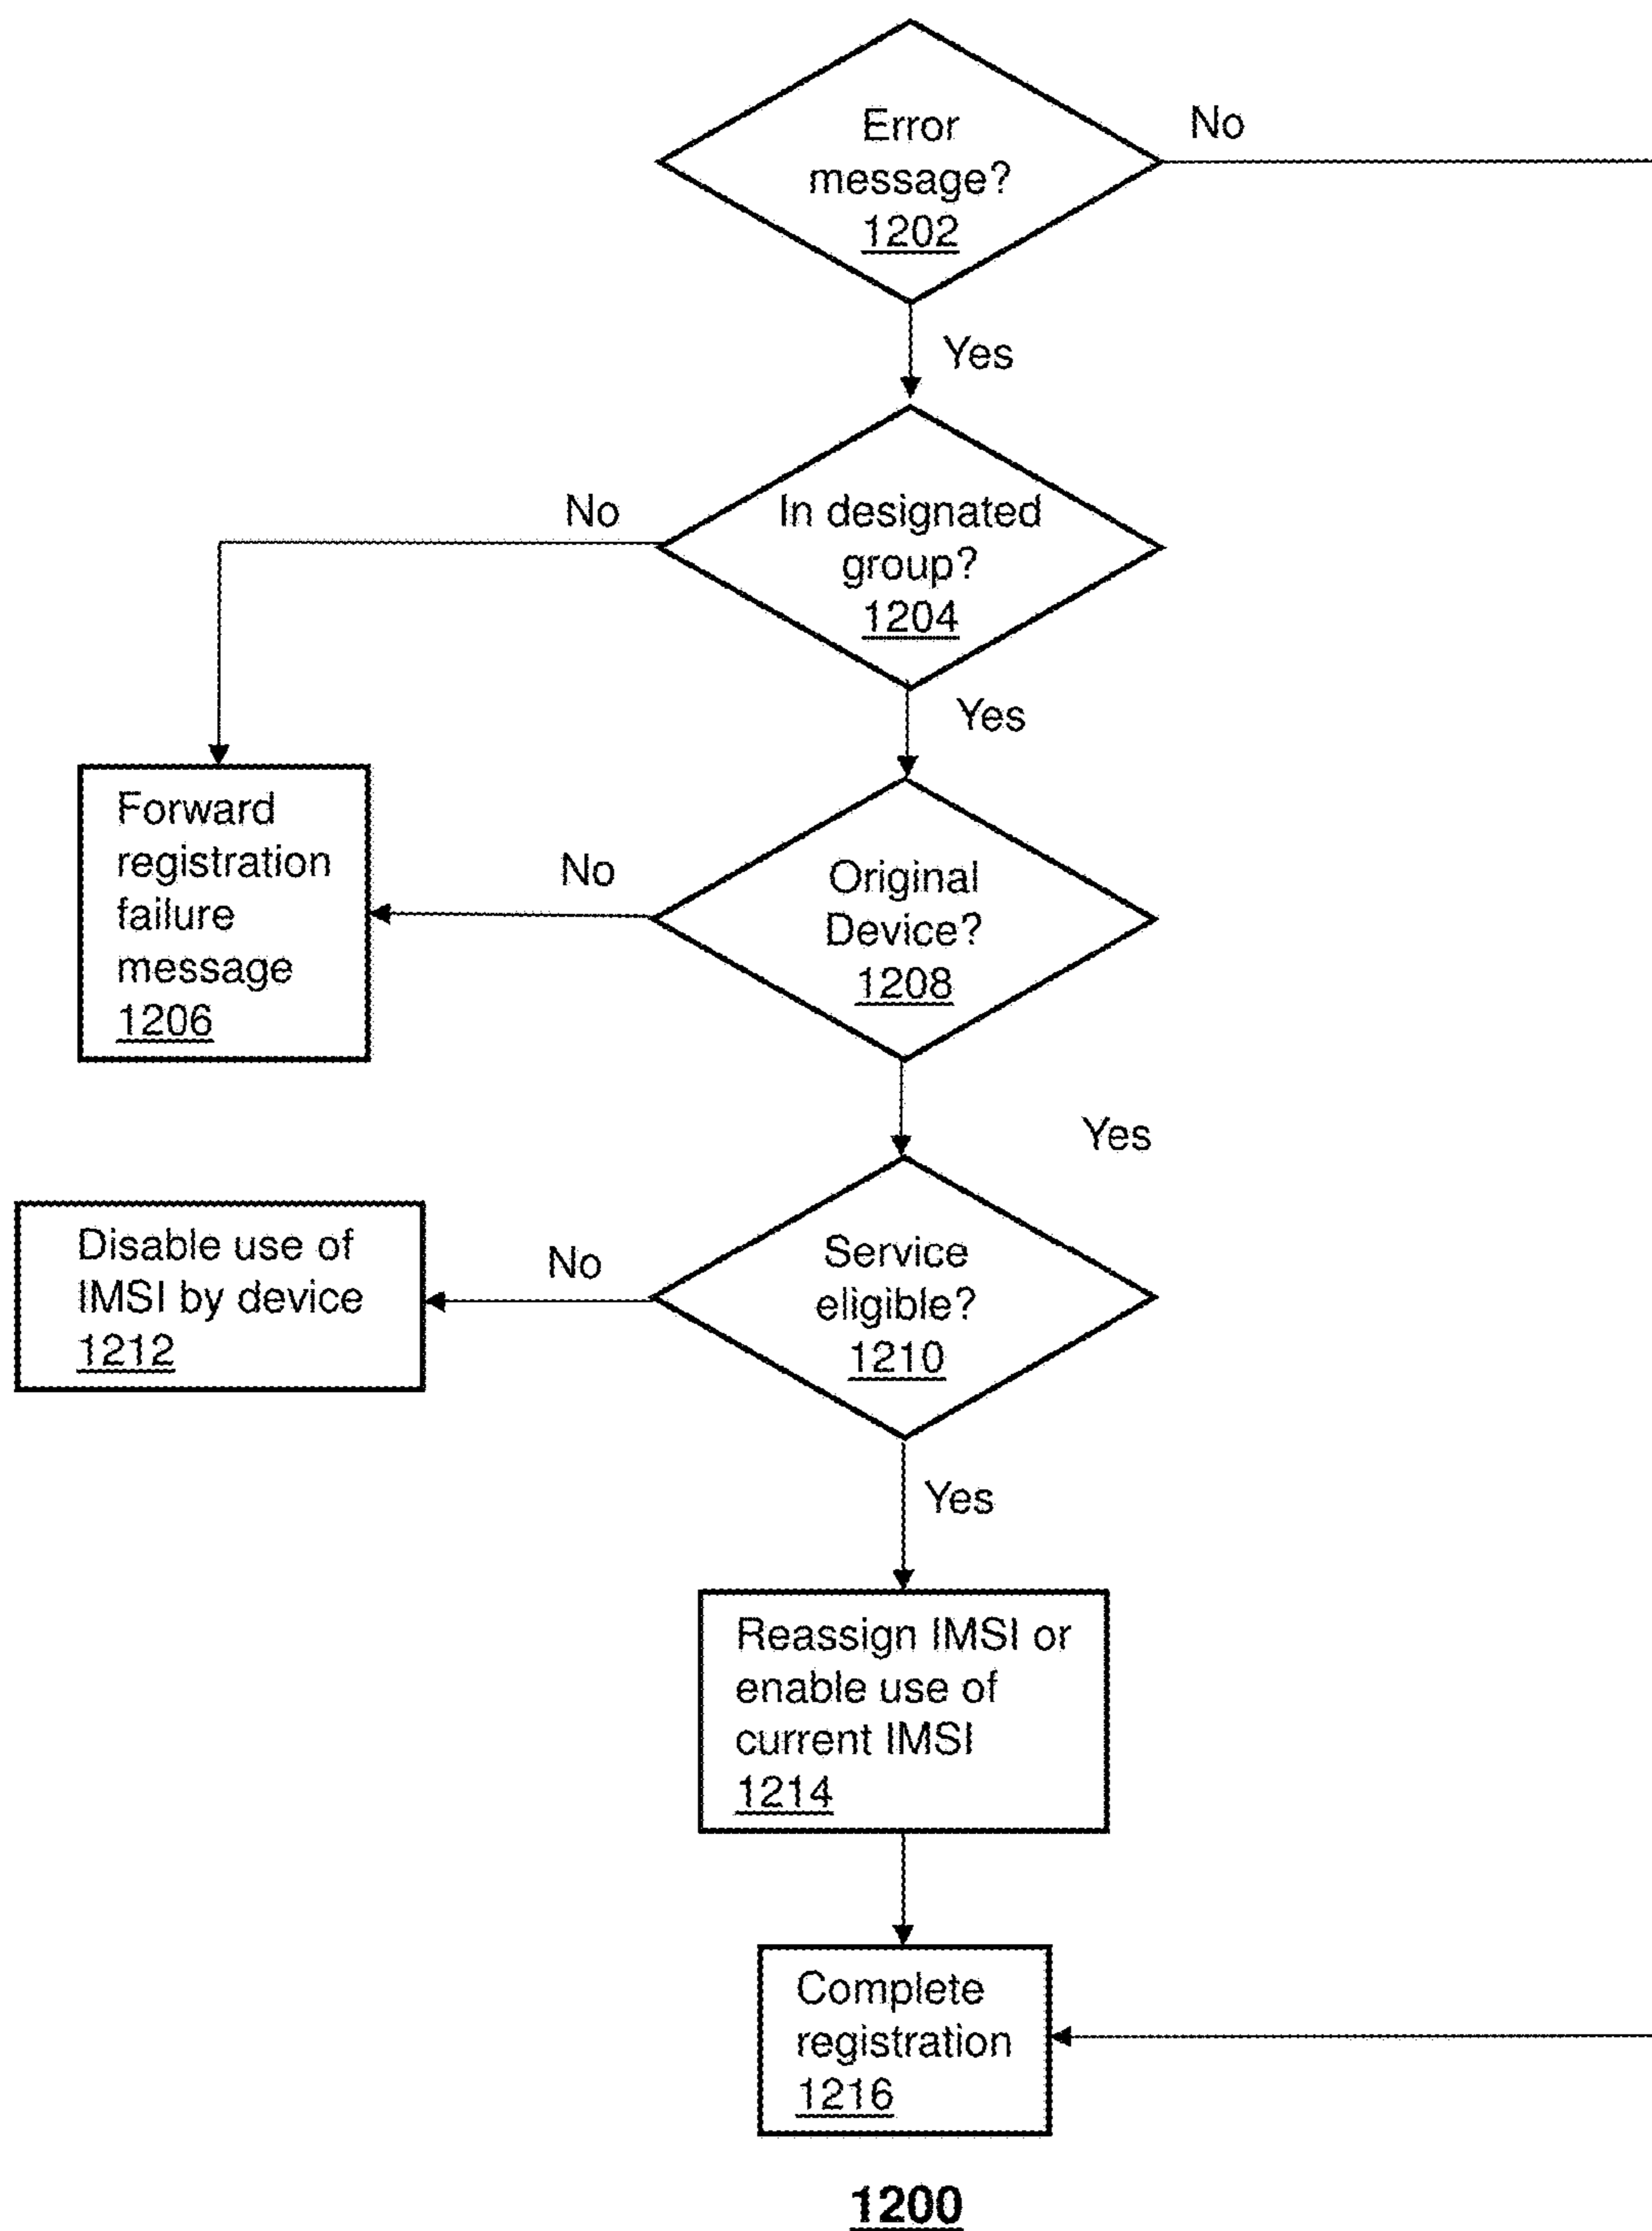 Error
message?
1202
No
Yes
In designated
group?
1204
No
Yes
Forward
registration
failure
message
1206
No
Original
Device?
1208
Yes
Disable use of
IMSI by device
1212
No
Service
eligible?
1210
Yes
Reassign IMSI or
enable use of
current IMSI
1214
Complete
registration
1216
1200